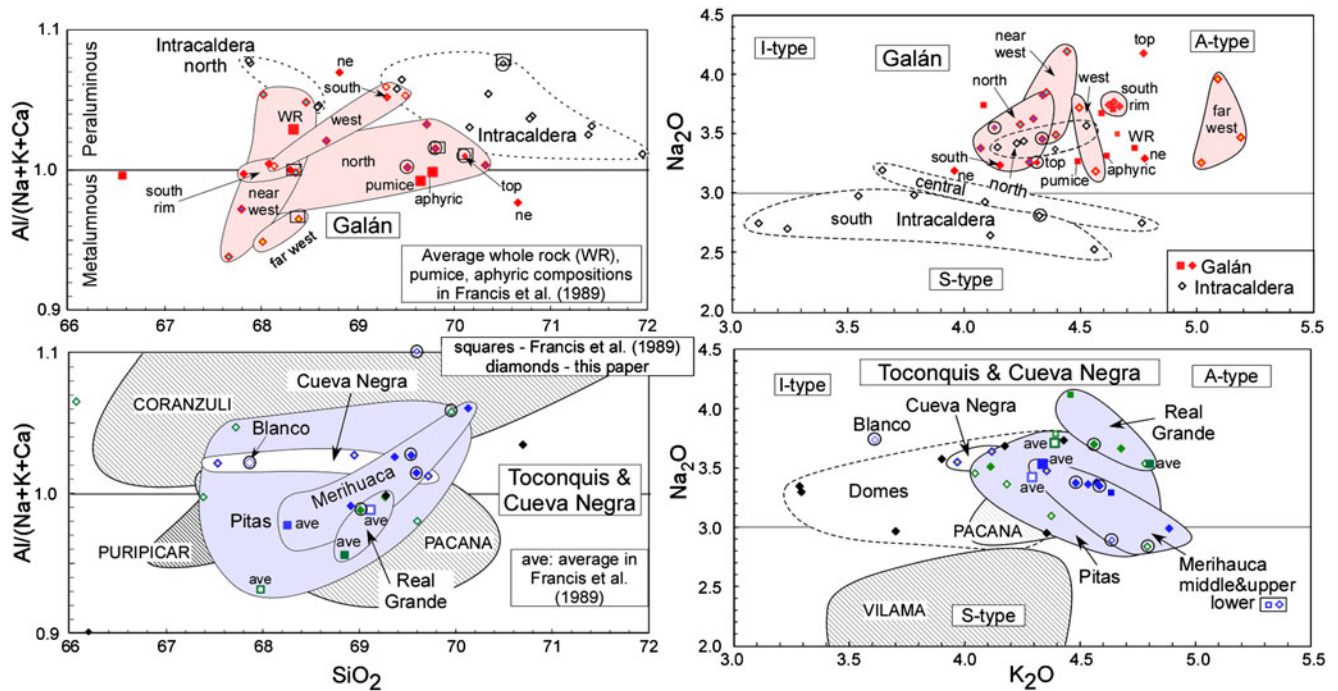 1.1
1.0
0.9
Al/(Na+K+Ca)
Peraluminous
Metalumnous
Intracaldera
north
ne
south
WR
west
Intracaldera
north
south
rim
near
west
pumice
aphyric
top
ne
far west
Galán
Average whole rock (WR),
pumice, aphyric compositions
in Francis et al. (1989)
66
67
68
69
70
71
72
4.5
4.0
3.5
3.0
2.5
2.0
Na2O
I-type
Galán
near
west
top
A-type
north
west
south
rim
far
west
WR
south
ne
top
north
pumice
aphyric
ne
central
south
Intracaldera
S-type
Galán
Intracaldera
3.0
3.5
4.0
4.5
5.0
5.5
1.1
1.0
0.9
Al/(Na+K+Ca)
squares - Francis et al. (1989)
diamonds - this paper
Cueva Negra
CORANZULI
Blanco
Merihuaca
Toconquis &
Cueva Negra
Pitas
ave
ave
PURIPICAR
PACANA
ave
ave
Real
Grande
ave: average in
Francis et al.
(1989)
66
67
68
69
70
71
72
SiO2
4.5
4.0
3.5
3.0
2.5
2.0
Na2O
I-type
Toconquis & Cueva Negra
A-type
Blanco
Cueva Negra
Real
Grande
ave
ave
ave
ave
Domes
PACANA
Pitas
Merihauca
middle&upper
lower
VILAMA
S-type
3.0
3.5
4.0
4.5
5.0
5.5
K2O